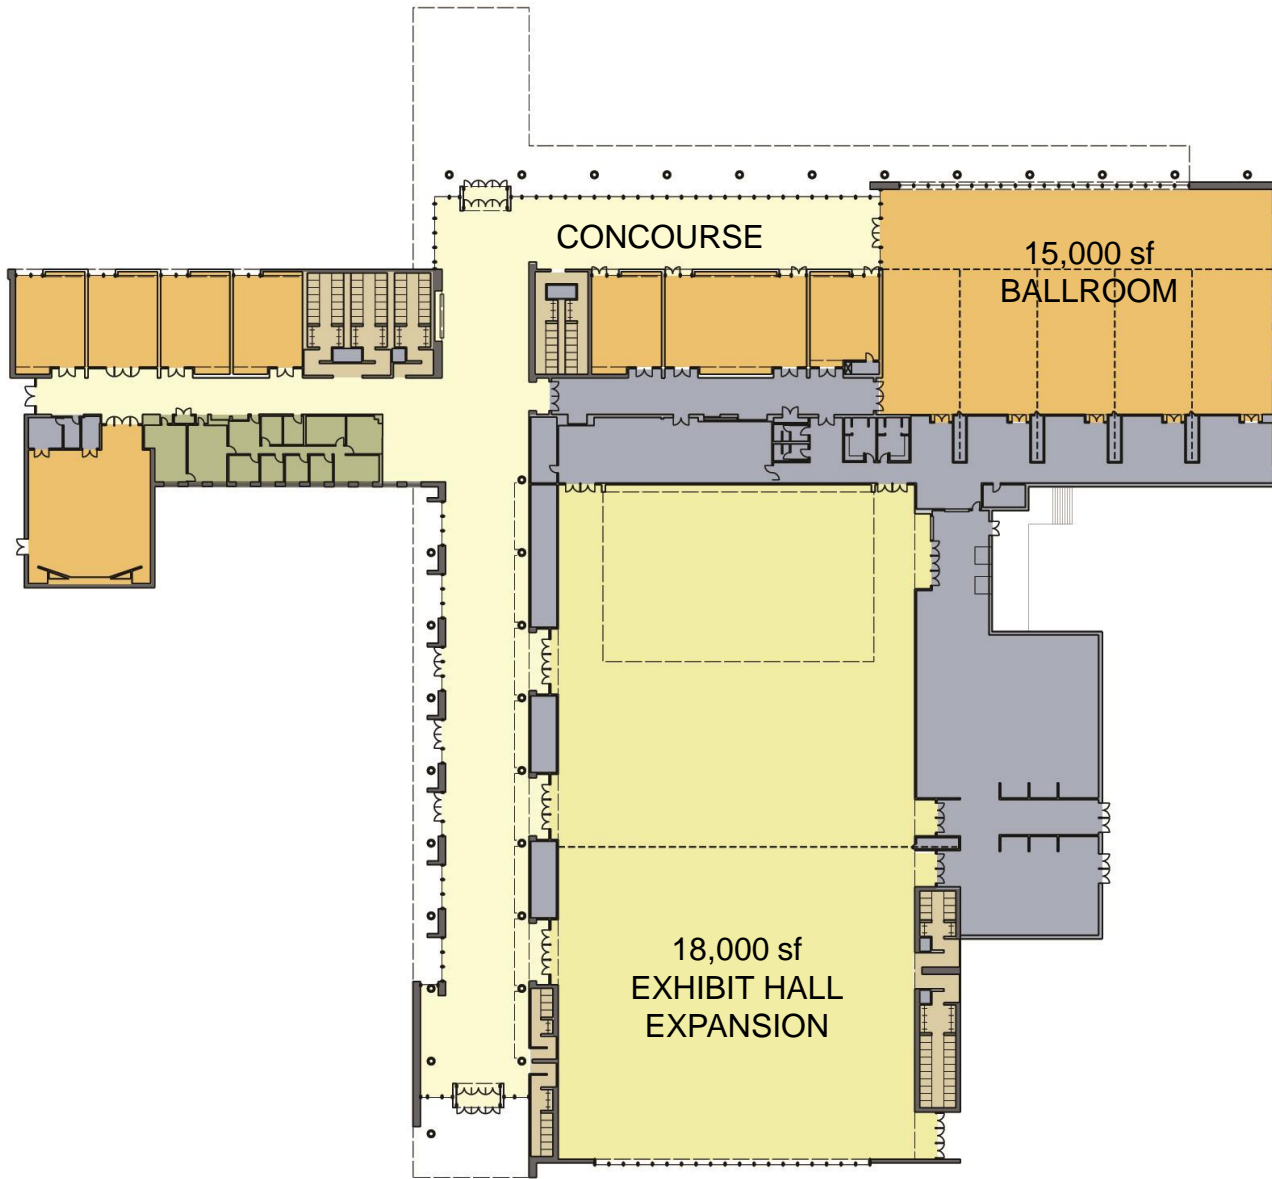 CONCOURSE
15,000 sf
BALLROOM
18,000 sf
EXHIBIT HALL
EXPANSION